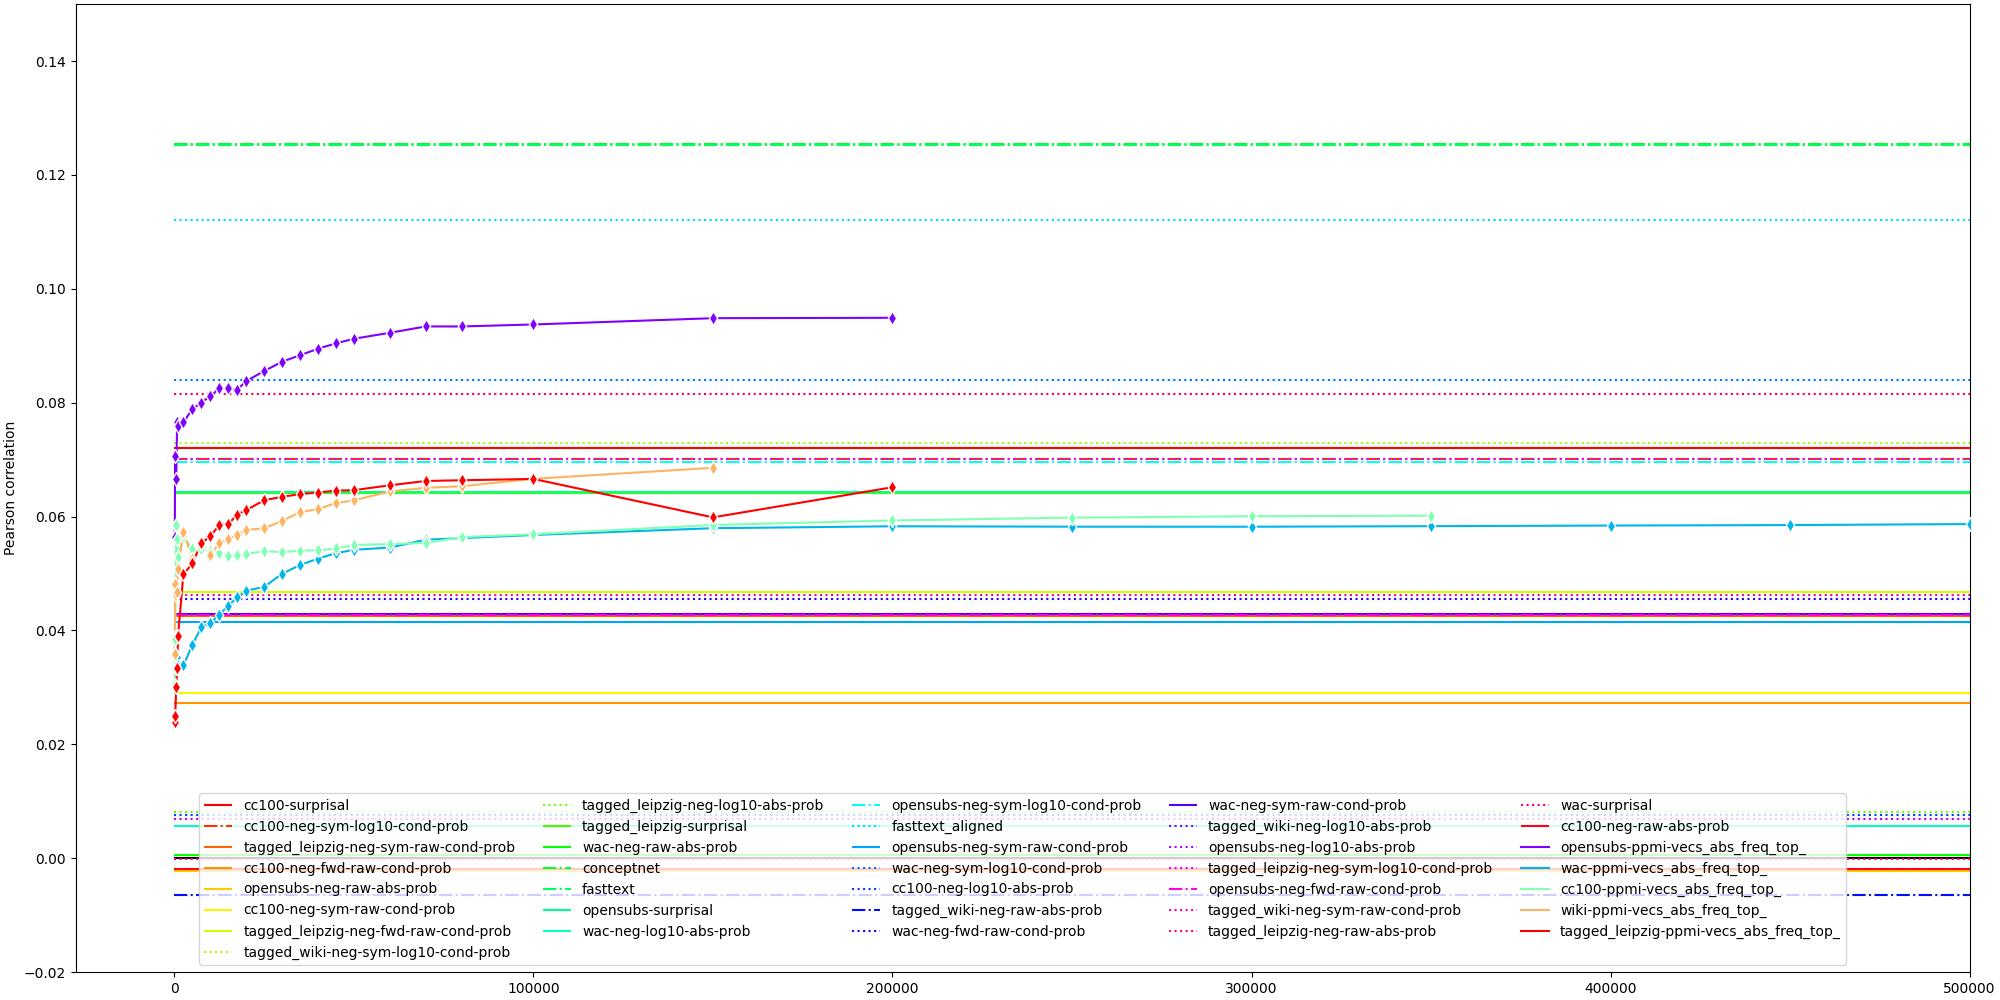 0.14
0.12
0.10
0.08
0.06
0.04
0.02
0.00
−0.02
Pearson correlation
cc100-surprisal
cc100-neg-sym-log10-cond-prob
tagged_leipzig-neg-sym-raw-cond-prob
cc100-neg-fwd-raw-cond-prob
opensubs-neg-raw-abs-prob
cc100-neg-sym-raw-cond-prob
tagged_leipzig-neg-fwd-raw-cond-prob
tagged_wiki-neg-sym-log10-cond-prob
tagged_leipzig-neg-log10-abs-prob
tagged_leipzig-surprisal
wac-neg-raw-abs-prob
conceptnet
fasttext
opensubs-surprisal
wac-neg-log10-abs-prob
opensubs-neg-sym-log10-cond-prob
fasttext_aligned
opensubs-neg-sym-raw-cond-prob
wac-neg-sym-log10-cond-prob
cc100-neg-log10-abs-prob
tagged_wiki-neg-raw-abs-prob
wac-neg-fwd-raw-cond-prob
wac-neg-sym-raw-cond-prob
tagged_wiki-neg-log10-abs-prob
opensubs-neg-log10-abs-prob
tagged_leipzig-neg-sym-log10-cond-prob
opensubs-neg-fwd-raw-cond-prob
tagged_wiki-neg-sym-raw-cond-prob
tagged_leipzig-neg-raw-abs-prob
wac-surprisal
cc100-neg-raw-abs-prob
opensubs-ppmi-vecs_abs_freq_top_
wac-ppmi-vecs_abs_freq_top_
cc100-ppmi-vecs_abs_freq_top_
wiki-ppmi-vecs_abs_freq_top_
tagged_leipzig-ppmi-vecs_abs_freq_top_
0 100000 200000 300000 400000 500000